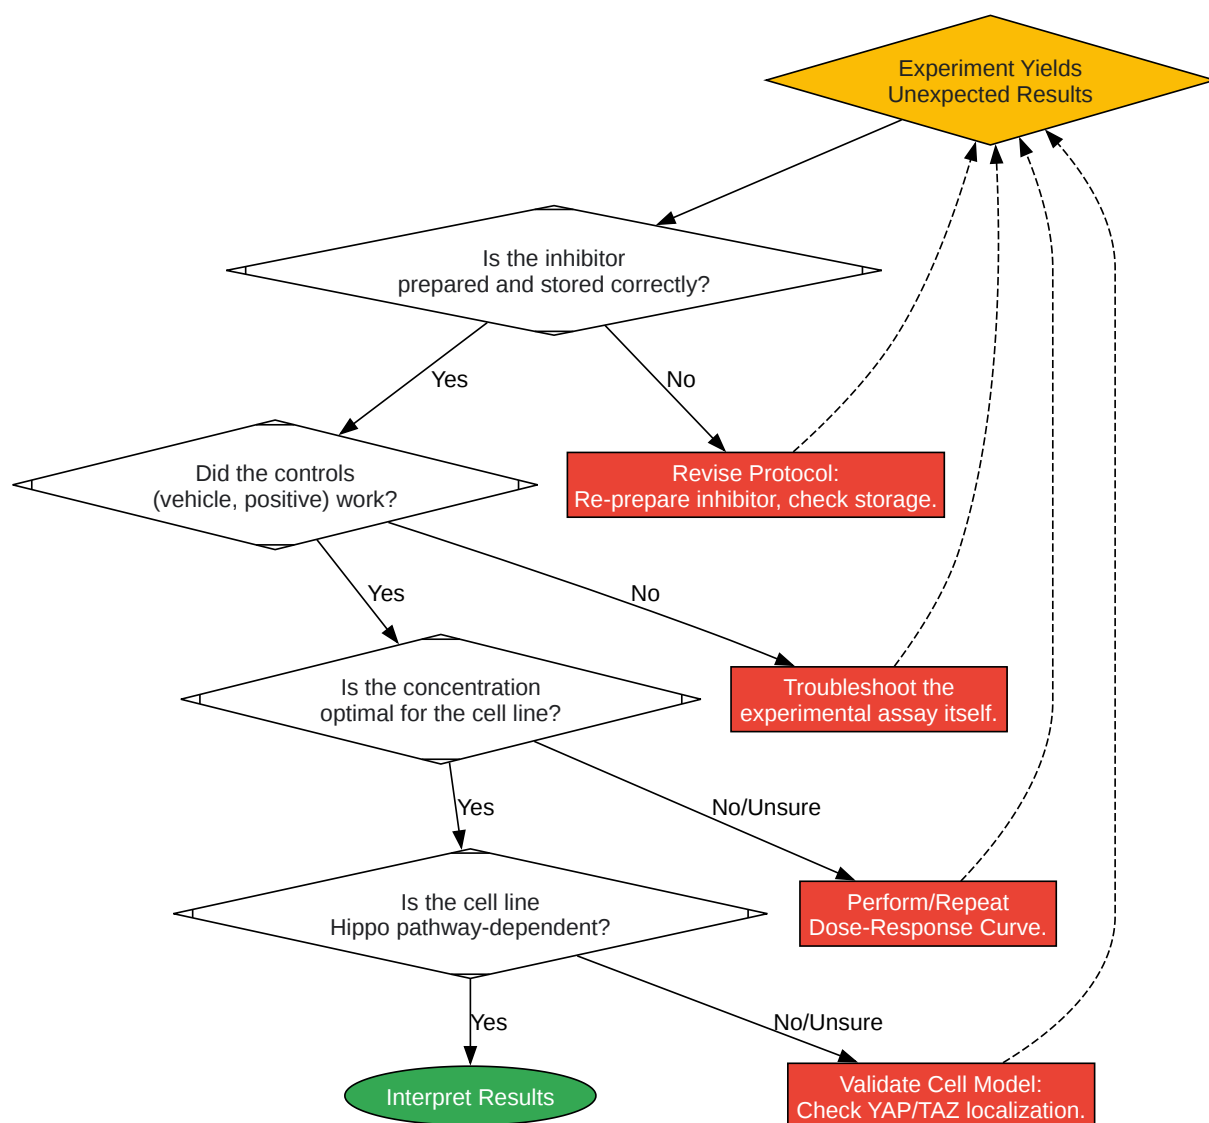 Experiment Yields
Unexpected Results
Is the inhibitor
prepared and stored correctly?
Yes
No
Did the controls
(vehicle, positive) work?
Revise Protocol:
Re-prepare inhibitor, check storage.
Yes
No
Is the concentration
optimal for the cell line?
Troubleshoot the
experimental assay itself.
Yes
No/Unsure
Is the cell line
Hippo pathway-dependent?
Perform/Repeat
Dose-Response Curve.
Yes
No/Unsure
Interpret Results
Validate Cell Model:
Check YAP/TAZ localization.